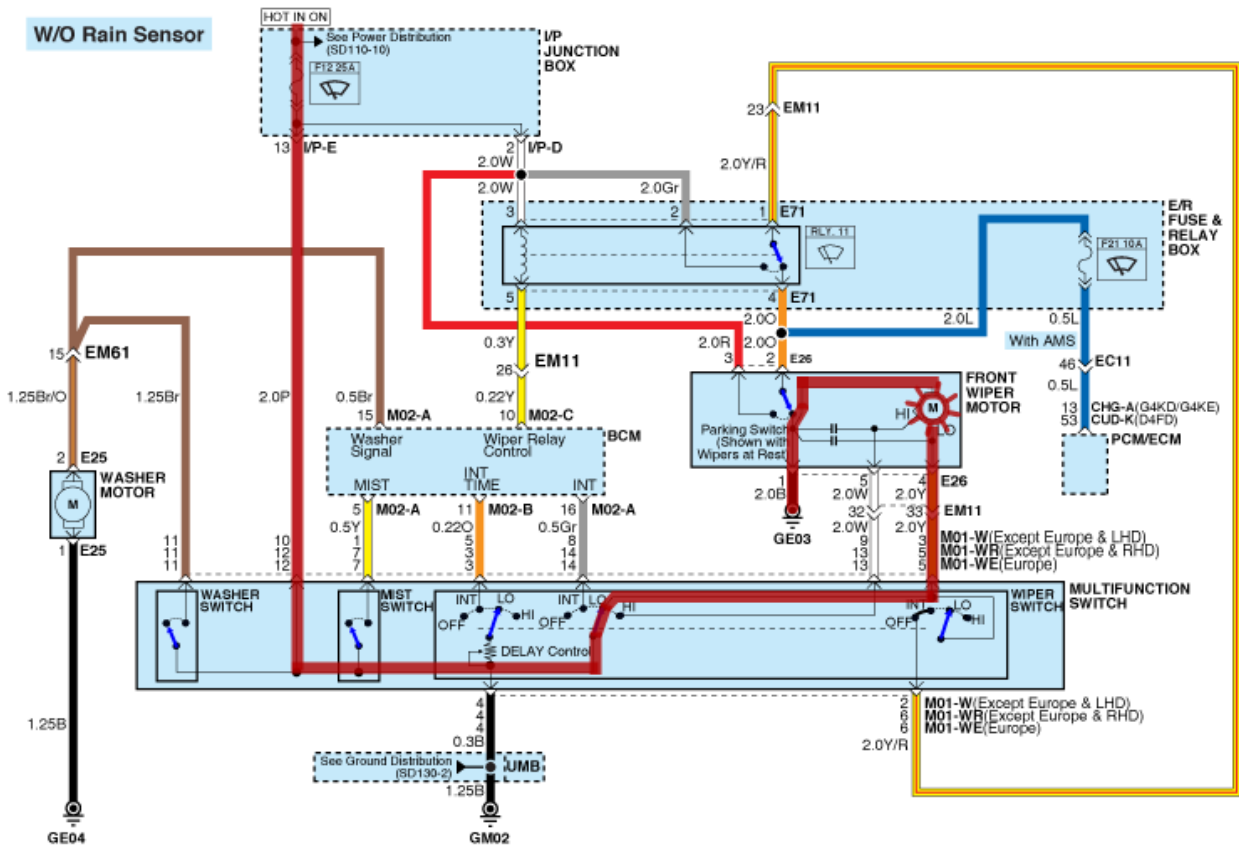 W/O Rain Sensor
HOT IN ON
See Power Distribution
(SD110-10)
F12 25A
I/P
JUNCTION
BOX
13
I/P-E
2
I/P-D
2.0W
2.0W
2.0Gr
23
EM11
2.0Y/R
3
2
1
E71
RLY. 11
E/R
FUSE &
RELAY
BOX
F21 10A
5
4
E71
2.0O
2.0L
0.5L
With AMS
0.3Y
26
EM11
0.22Y
10
M02-C
2.0R
2.0O
3
2
E26
46
EC11
0.5L
13
CHG-A(G4KD/G4KE)
53
CUD-K(D4FD)
PCM/ECM
15
EM61
1.25Br/O
1.25Br
2.0P
0.5Br
15
M02-A
BCM
Washer
Signal
Wiper Relay
Control
MIST
INT
TIME
INT
FRONT
WIPER
MOTOR
HI
M
Parking Switch
(Shown with
Wipers at Rest)
2
E25
WASHER
MOTOR
M
1
E25
5
M02-A
11
M02-B
16
M02-A
0.5Y
0.22O
0.5Gr
1
2.0B
GE03
5
4
E26
2.0W
2.0Y
32
33
EM11
2.0W
2.0Y
11
11
11
10
12
12
1
7
7
5
3
3
8
14
14
9
13
13
3
5
5
M01-W(Except Europe & LHD)
M01-WR(Except Europe & RHD)
M01-WE(Europe)
WASHER
SWITCH
MIST
SWITCH
INT
LO
HI
OFF
DELAY Control
INT
LO
HI
OFF
INT
LO
HI
OFF
WIPER
SWITCH
MULTIFUNCTION
SWITCH
4
4
4
0.3B
2
M01-W(Except Europe & LHD)
6
M01-WR(Except Europe & RHD)
6
M01-WE(Europe)
2.0Y/R
1.25B
See Ground Distribution
(SD130-2)
UMB
1.25B
GE04
GM02